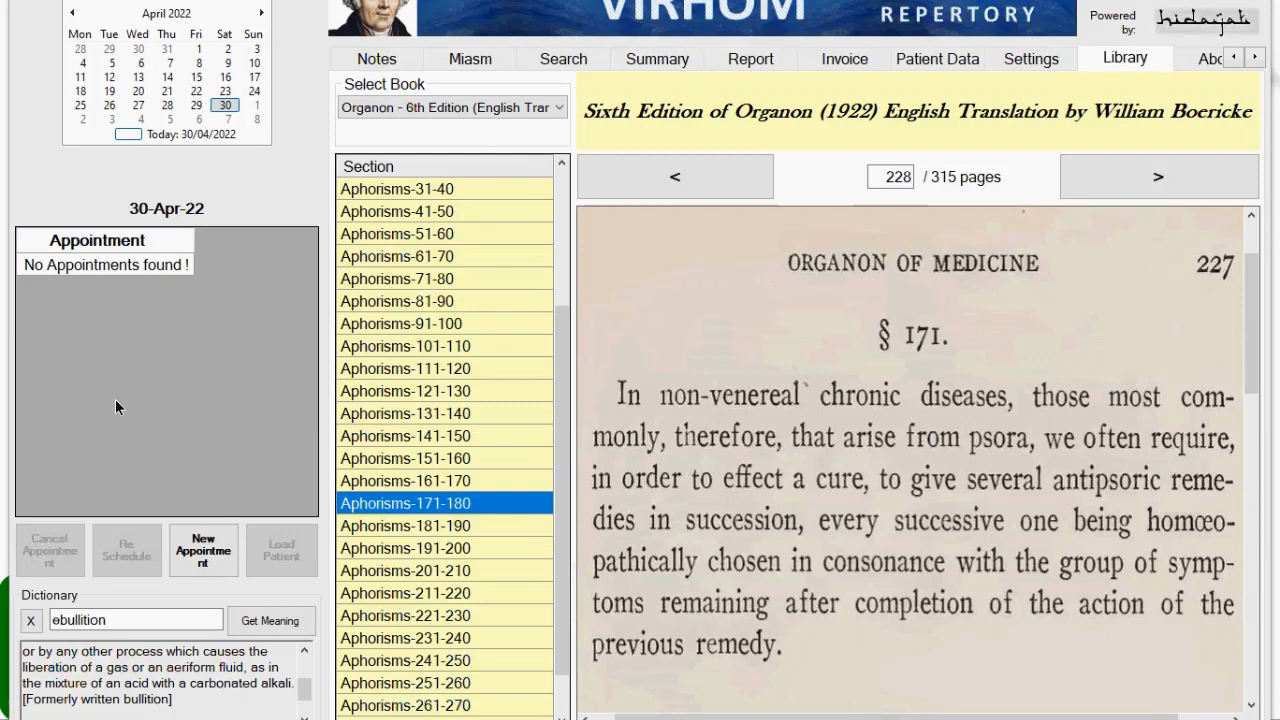 April 2022
Mon Tue Wed Thu Fri Sat Sun
28 29 30 31 1 2 3
4 5 6 7 8 9 10
11 12 13 14 15 16 17
18 19 20 21 22 23 24
25 26 27 28 29 30 1
2 3 4 5 6 7 8
Today: 30/04/2022
30-Apr-22
Appointment
No Appointments found !
Cancel
Appointme
nt
Re
Schedule
New
Appointme
nt
Load
Patient
Dictionary
X
ebullition
Get Meaning
or by any other process which causes the
liberation of a gas or an aeriform fluid, as in
the mixture of an acid with a carbonated alkali.
[Formerly written bullition]
VIRHOM
REPERTORY
Powered
by:
hidayak
Notes Miasm Search Summary Report Invoice Patient Data Settings Library Abc
Select Book
Organon - 6th Edition (English Trar
Section
Aphorisms-31-40
Aphorisms-41-50
Aphorisms-51-60
Aphorisms-61-70
Aphorisms-71-80
Aphorisms-81-90
Aphorisms-91-100
Aphorisms-101-110
Aphorisms-111-120
Aphorisms-121-130
Aphorisms-131-140
Aphorisms-141-150
Aphorisms-151-160
Aphorisms-161-170
Aphorisms-171-180
Aphorisms-181-190
Aphorisms-191-200
Aphorisms-201-210
Aphorisms-211-220
Aphorisms-221-230
Aphorisms-231-240
Aphorisms-241-250
Aphorisms-251-260
Aphorisms-261-270
Sixth Edition of Organon (1922) English Translation by William Boericke
< 228 / 315 pages >
ORGANON OF MEDICINE 227
§ 171.
In non-venereal chronic diseases, those most com-
monly, therefore, that arise from psora, we often require,
in order to effect a cure, to give several antipsoric reme-
dies in succession, every successive one being homœo-
pathically chosen in consonance with the group of symp-
toms remaining after completion of the action of the
previous remedy.